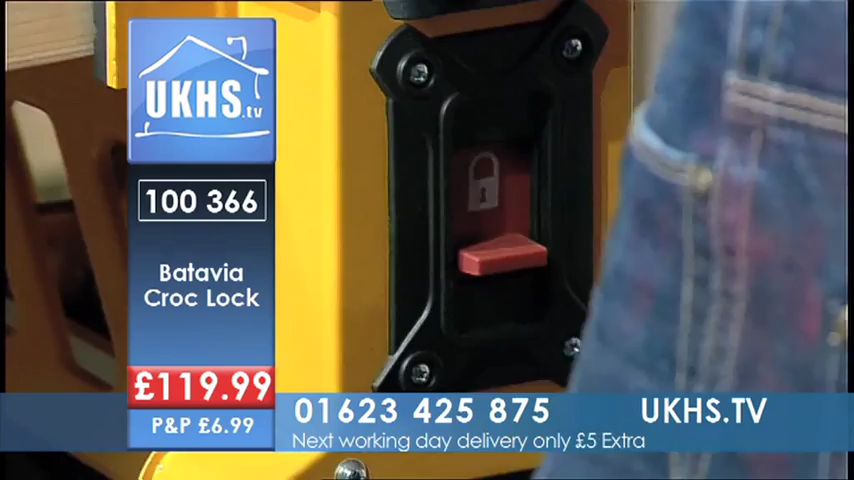 UKHS.tv
100 366
Batavia
Croc Lock
£119.99
P&P £6.99
01623 425 875
UKHS.TV
Next working day delivery only £5 Extra